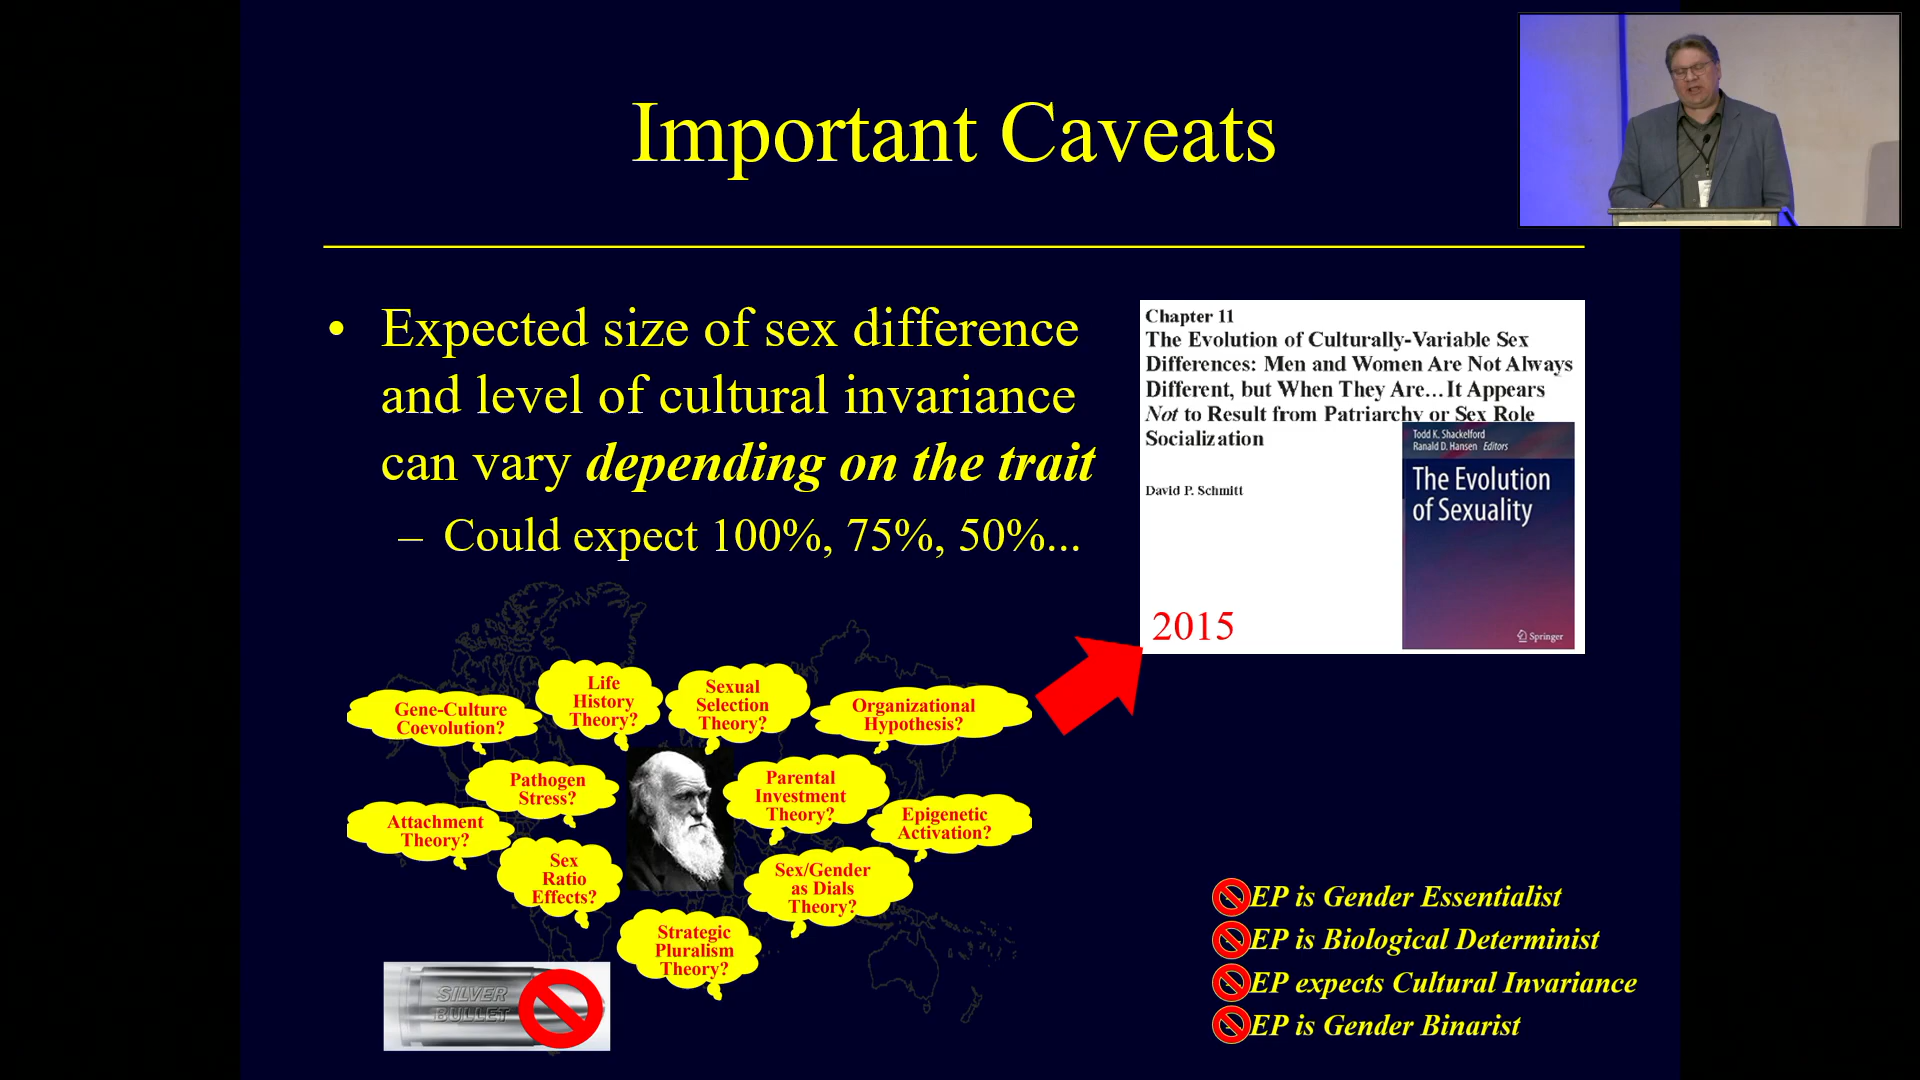 Important Caveats
• Expected size of sex difference
and level of cultural invariance
can vary depending on the trait
– Could expect 100%, 75%, 50%...
Chapter 11
The Evolution of Culturally-Variable Sex
Differences: Men and Women Are Not Always
Different, but When They Are…It Appears
Not to Result from Patriarchy or Sex Role
Socialization
David P. Schmitt
2015
Todd K. Shackelford
Ranald D. Hansen Editors
The Evolution
of Sexuality
Springer
Gene-Culture
Coevolution?
Life
History
Theory?
Sexual
Selection
Theory?
Organizational
Hypothesis?
Pathogen
Stress?
Parental
Investment
Theory?
Attachment
Theory?
Epigenetic
Activation?
Sex
Ratio
Effects?
Sex/Gender
as Dials
Theory?
Strategic
Pluralism
Theory?
SILVER
BULLET
EP is Gender Essentialist
EP is Biological Determinist
EP expects Cultural Invariance
EP is Gender Binarist